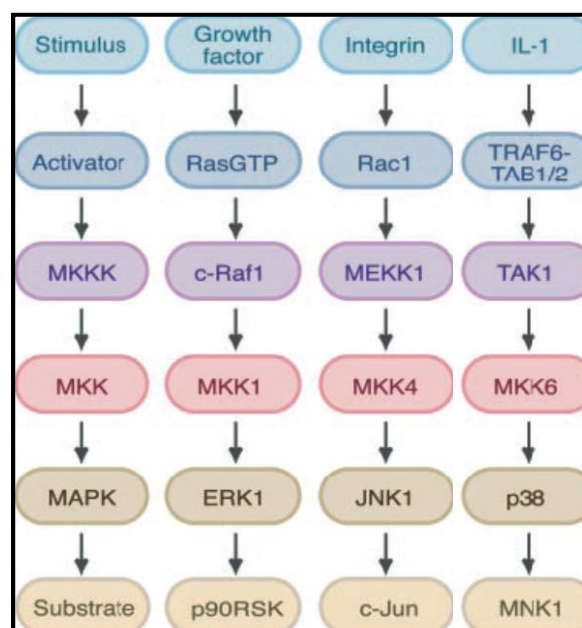 Stimulus
Growth
factor
Integrin
IL-1
Activator
RasGTP
Rac1
TRAF6-
TAB1/2
MKKK
c-Raf1
MEKK1
TAK1
MKK
MKK1
MKK4
MKK6
MAPK
ERK1
JNK1
p38
Substrate
p90RSK
c-Jun
MNK1